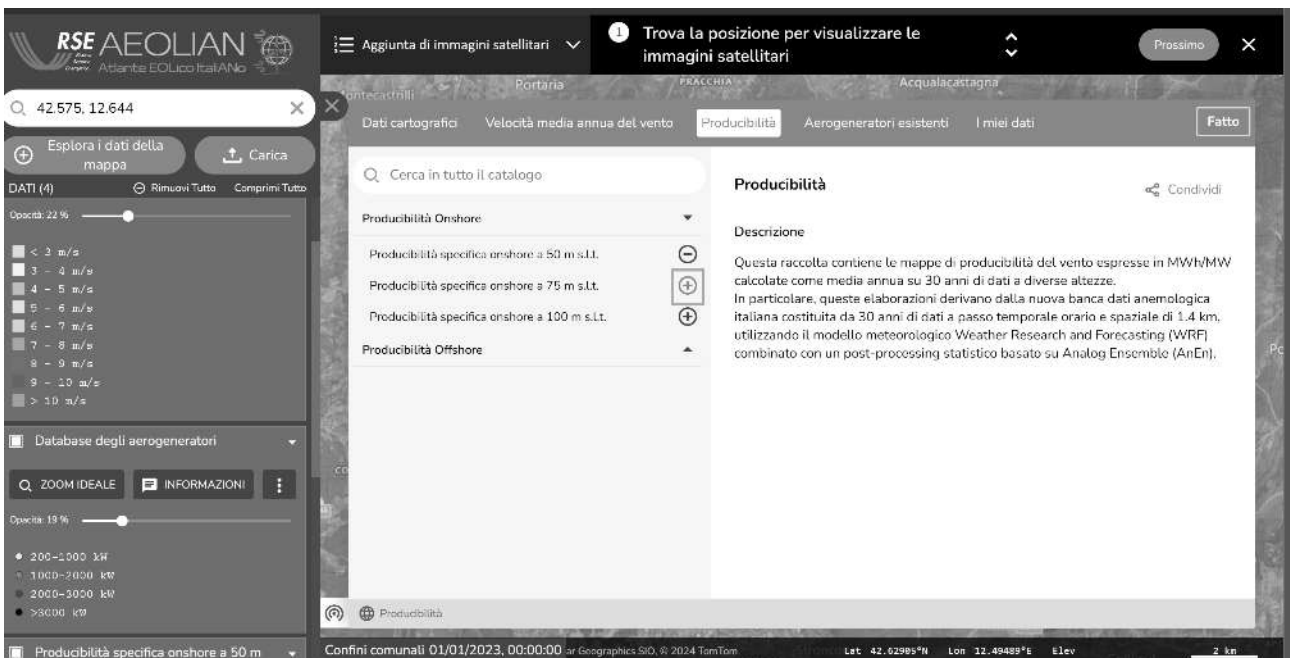 RSE AEOLIAN
Atlante EOLico ItaliANo
Aggiunta di immagini satellitari
1
Trova la posizione per visualizzare le
immagini satellitari
Prossimo
42.575, 12.644
Esplora i dati della
mappa
Carica
DATI (4)
Rimuovi Tutto
Comprimi Tutto
Opacità: 22 %
3 - 4 m/s
4 - 5 m/s
5 - 6 m/s
6 - 7 m/s
7 - 8 m/s
8 - 9 m/s
9 - 10 m/s
> 10 m/s
Database degli aerogeneratori
ZOOM IDEALE
INFORMAZIONI
Opacità: 19 %
200-1000 kW
1000-2000 kW
2000-3000 kW
>3000 kW
Producibilità specifica onshore a 50 m
Montecastrilli
Portaria
PRACCHIA
Acqualacastagna
Dati cartografici
Velocità media annua del vento
Producibilità
Aerogeneratori esistenti
I miei dati
Fatto
Cerca in tutto il catalogo
Producibilità Onshore
Producibilità specifica onshore a 50 m s.l.t.
Producibilità specifica onshore a 75 m s.l.t.
Producibilità specifica onshore a 100 m s.l.t.
Producibilità Offshore
Producibilità
Condividi
Descrizione
Questa raccolta contiene le mappe di producibilità del vento espresse in MWh/MW
calcolate come media annua su 30 anni di dati a diverse altezze.
In particolare, queste elaborazioni derivano dalla nuova banca dati anemologica
italiana costituita da 30 anni di dati a passo temporale orario e spaziale di 1.4 km,
utilizzando il modello meteorologico Weather Research and Forecasting (WRF)
combinato con un post-processing statistico basato su Analog Ensemble (AnEn).
Producibilità
Confini comunali 01/01/2023, 00:00:00
ar Geographics SIO, © 2024 TomTom
Lat 42.62905°N Lon 12.49489°E Elev
2 km